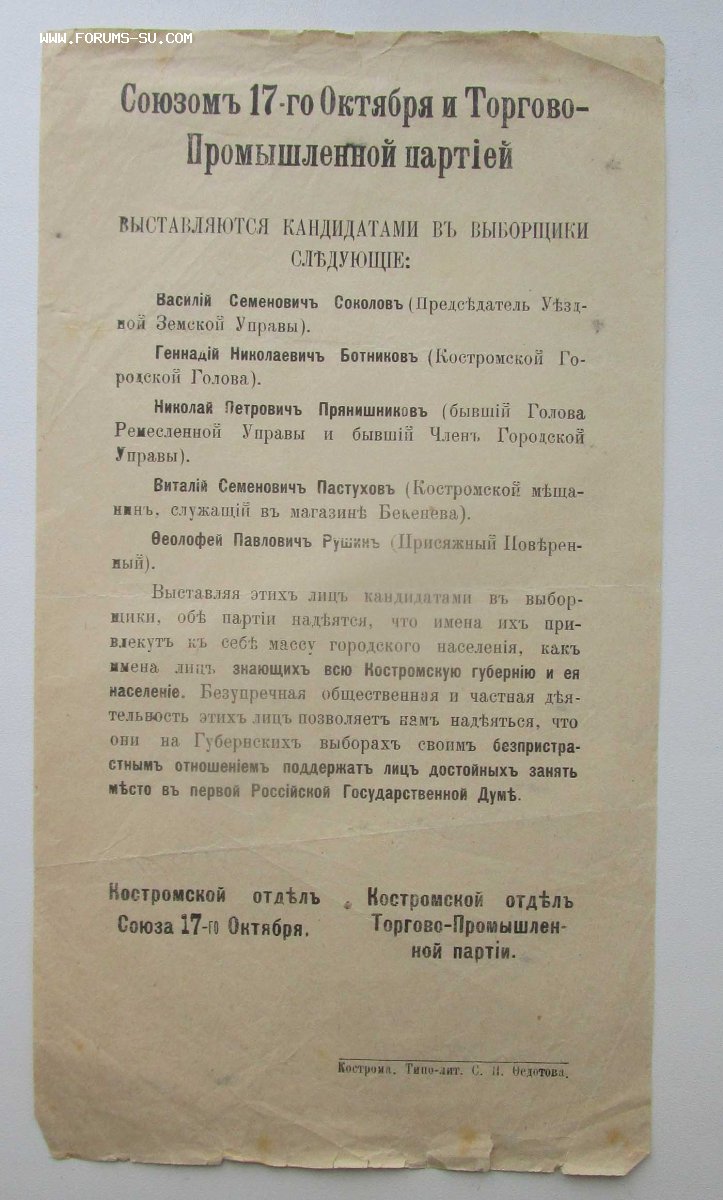 www.forums-su.com
Союзомъ 17-го Октября и Торгово-
Промышленной партіей
ВЫСТАВЛЯЮТСЯ КАНДИДАТАМИ ВЪ ВЫБОРЩИКИ
СЛѢДУЮЩІЕ:
Василій Семеновичъ Соколовъ (Предсѣдатель Уѣзд-
ной Земской Управы).
Геннадій Николаевичъ Ботниковъ (Костромской Го-
родской Голова).
Николай Петровичъ Прянишниковъ (бывшій Голова
Ремесленной Управы и бывшій Членъ Городской
Управы).
Виталій Семеновичъ Пастуховъ (Костромской мѣща-
нинъ, служащій въ магазинѣ Бекенева).
Ѳеолофей Павловичъ Рушинъ (Присяжный Повѣрен-
ный).
Выставляя этихъ лицъ кандидатами въ выбор-
щики, обѣ партіи надѣятся, что имена ихъ при-
влекутъ къ себѣ массу городского населенія, какъ
имена лицъ знающихъ всю Костромскую губернію и ея
населеніе. Безупречная общественная и частная дѣя-
тельность этихъ лицъ позволяетъ намъ надѣяться, что
они на Губернскихъ выборахъ своимъ безпристра-
стнымъ отношеніемъ поддержатъ лицъ достойныхъ занять
мѣсто въ первой Россійской Государственной Думѣ.
Костромской отдѣлъ
Союза 17-го Октября.
Костромской отдѣлъ
Торгово-Промышлен-
ной партіи.
Кострома. Типо-лит. С. Н. Ѳедотова.